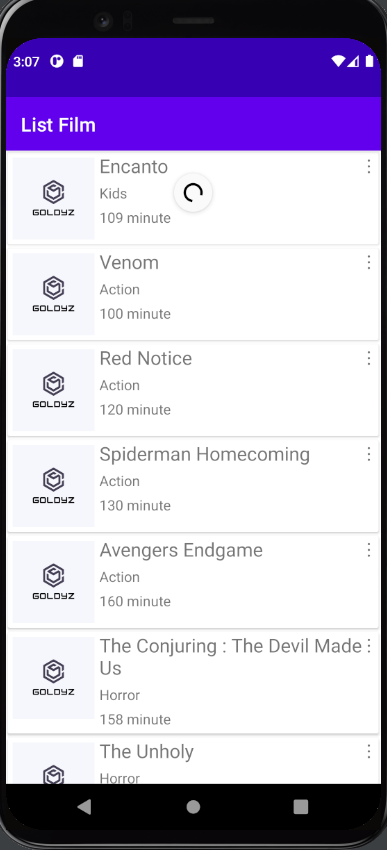 3:07
List Film
GOLDYZ
Encanto
Kids
109 minute
GOLDYZ
Venom
Action
100 minute
GOLDYZ
Red Notice
Action
120 minute
GOLDYZ
Spiderman Homecoming
Action
130 minute
GOLDYZ
Avengers Endgame
Action
160 minute
GOLDYZ
The Conjuring : The Devil Made
Us
Horror
158 minute
The Unholy
Horror